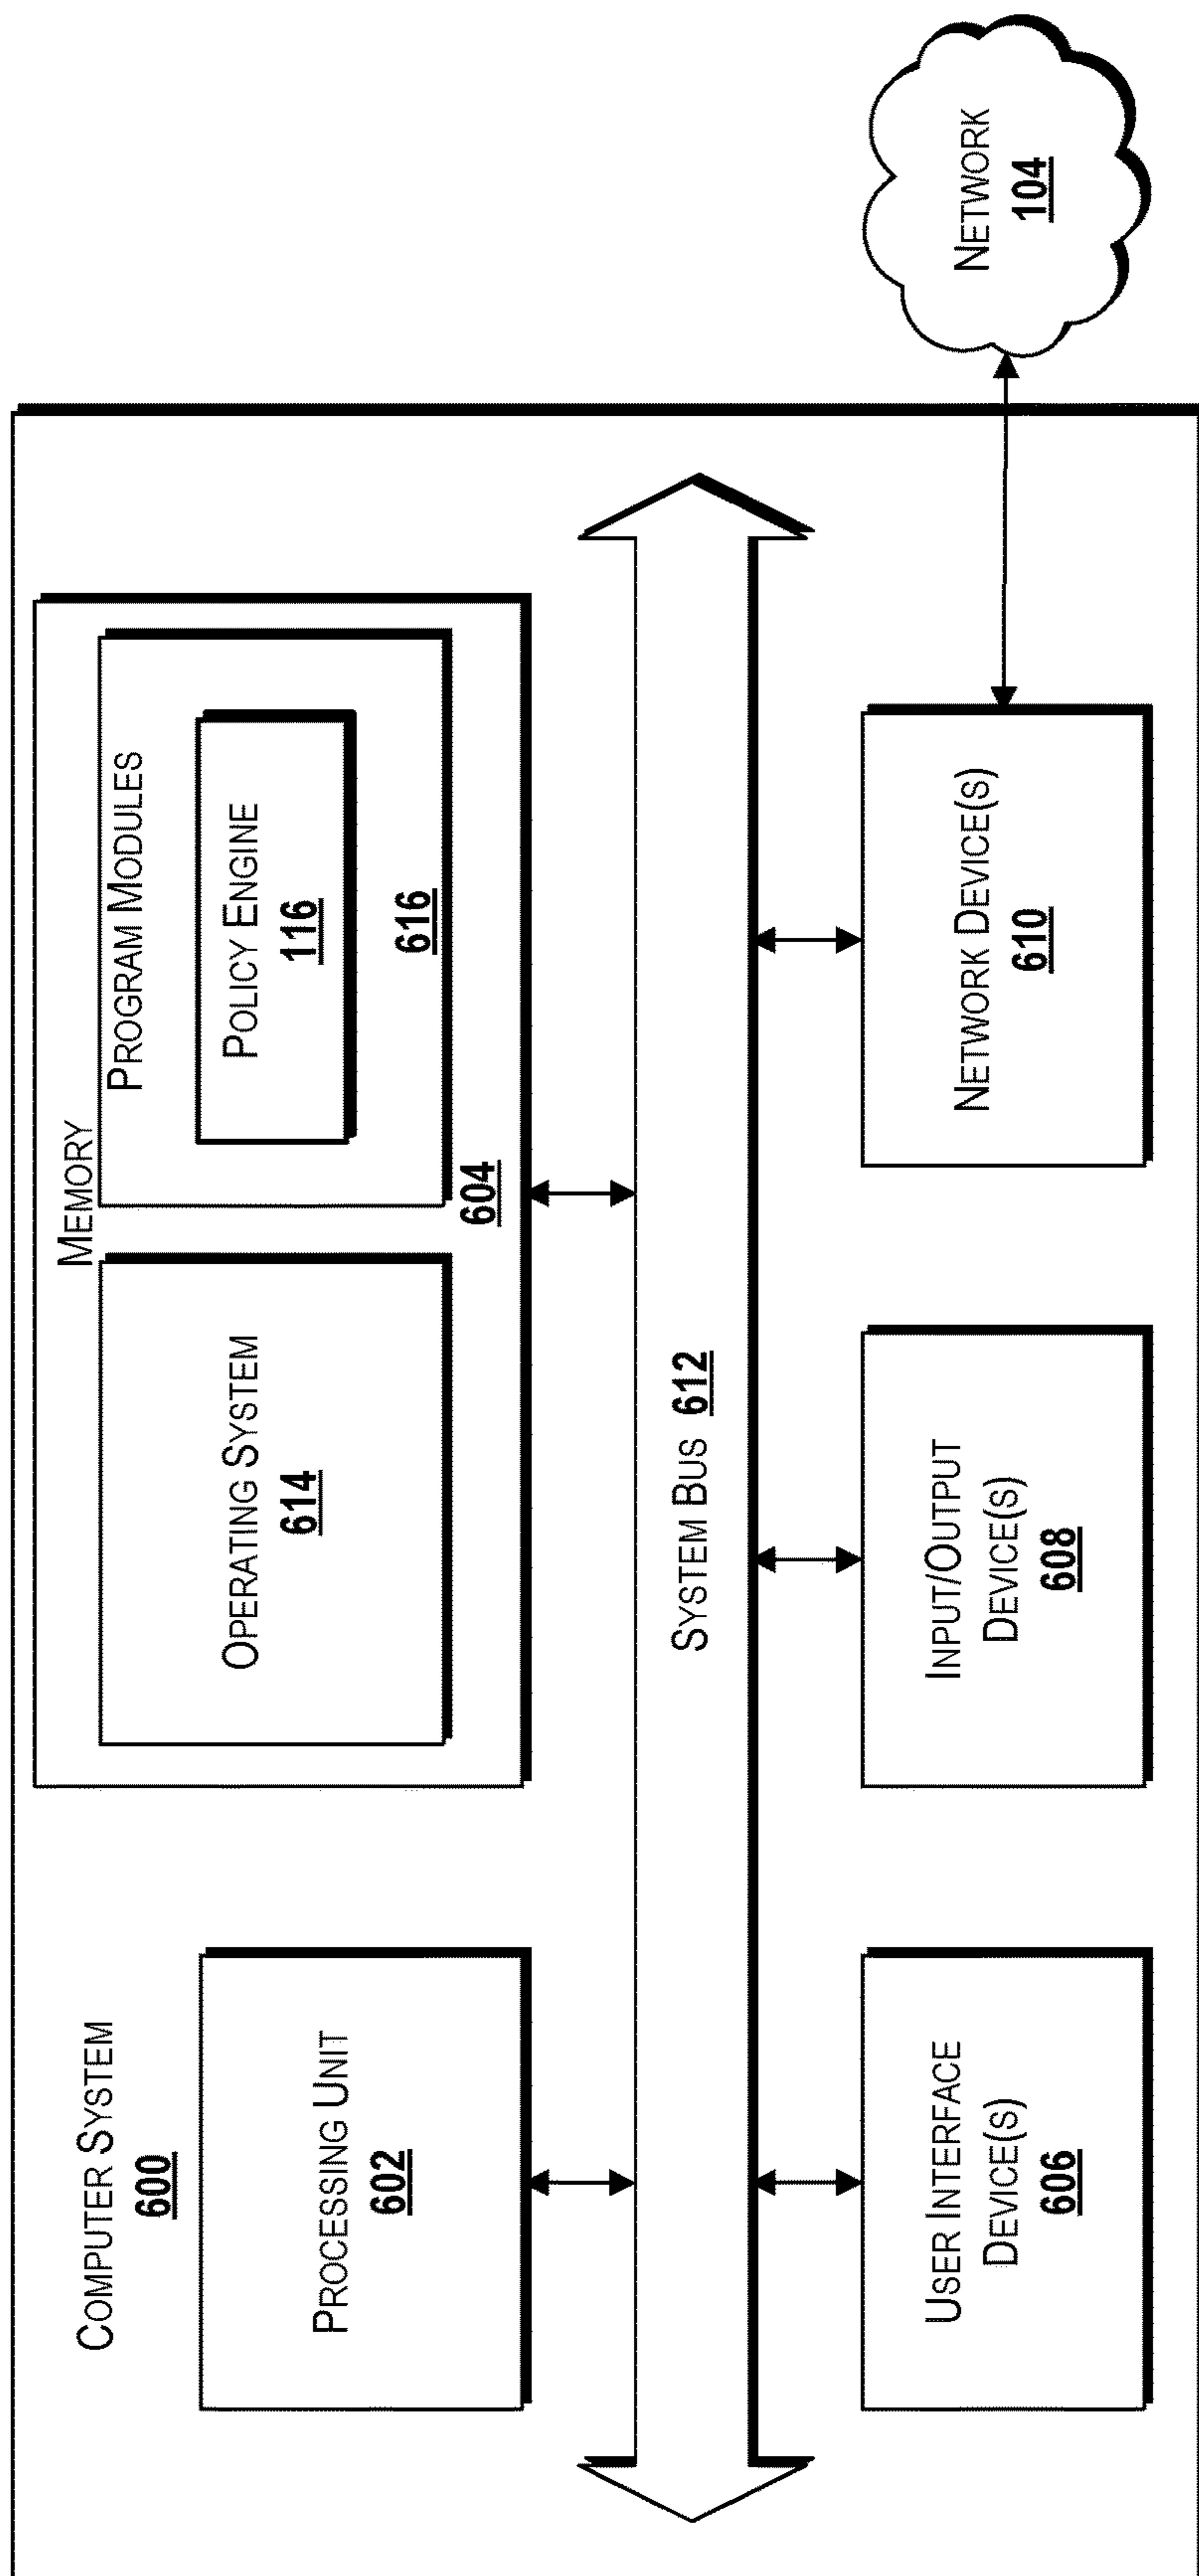 COMPUTER SYSTEM
600
PROCESSING UNIT
602
MEMORY
OPERATING SYSTEM
614
PROGRAM MODULES
POLICY ENGINE
116
616
604
SYSTEM BUS 612
USER INTERFACE
DEVICE(S)
606
INPUT/OUTPUT
DEVICE(S)
608
NETWORK DEVICE(S)
610
NETWORK
104